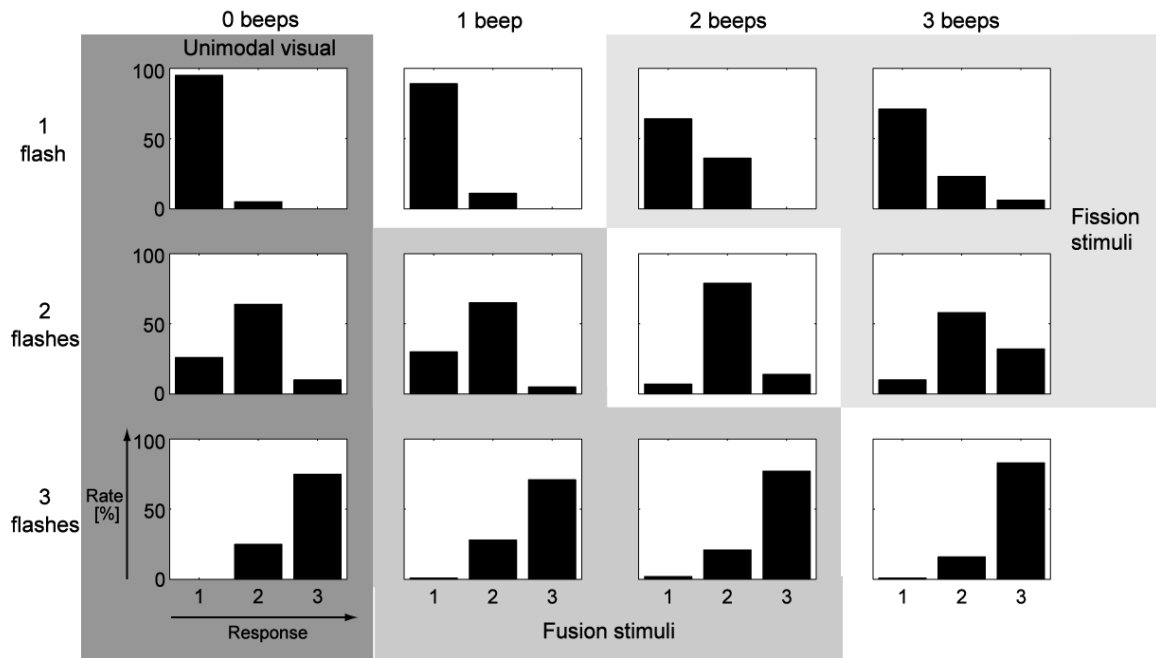 0 beeps
1 beep
2 beeps
3 beeps
Unimodal visual
1
flash
100
50
0
Fission
stimuli
2
flashes
100
50
0
3
flashes
100
50
0
Rate
[%]
1 2 3
1 2 3
1 2 3
1 2 3
Response
Fusion stimuli